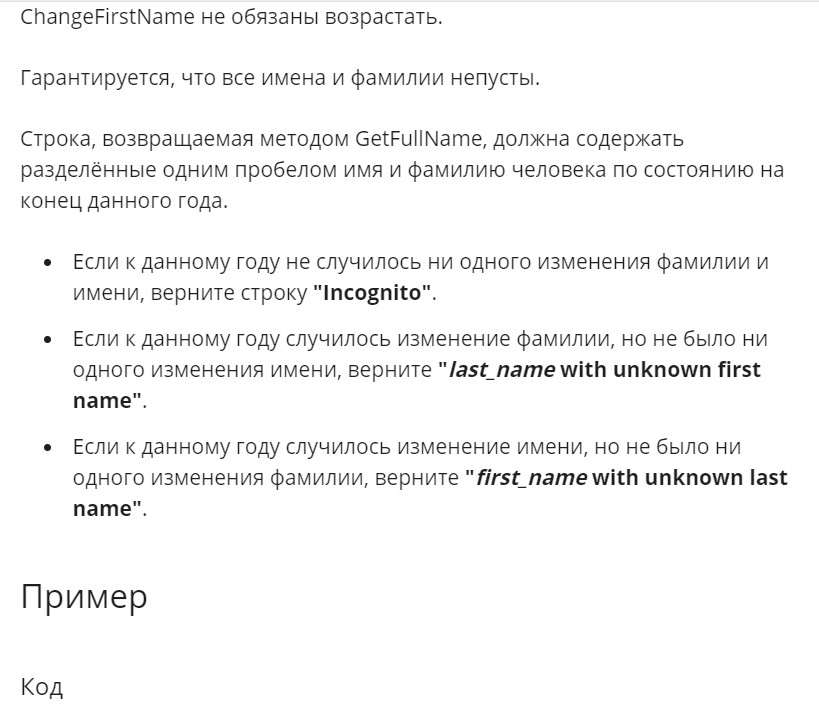 ChangeFirstName не обязаны возрастать.
Гарантируется, что все имена и фамилии непусты.
Строка, возвращаемая методом GetFullName, должна содержать
разделённые одним пробелом имя и фамилию человека по состоянию на
конец данного года.
• Если к данному году не случилось ни одного изменения фамилии и
имени, верните строку "Incognito".
• Если к данному году случилось изменение фамилии, но не было ни
одного изменения имени, верните "last_name with unknown first
name".
• Если к данному году случилось изменение имени, но не было ни
одного изменения фамилии, верните "first_name with unknown last
name".
Пример
Код